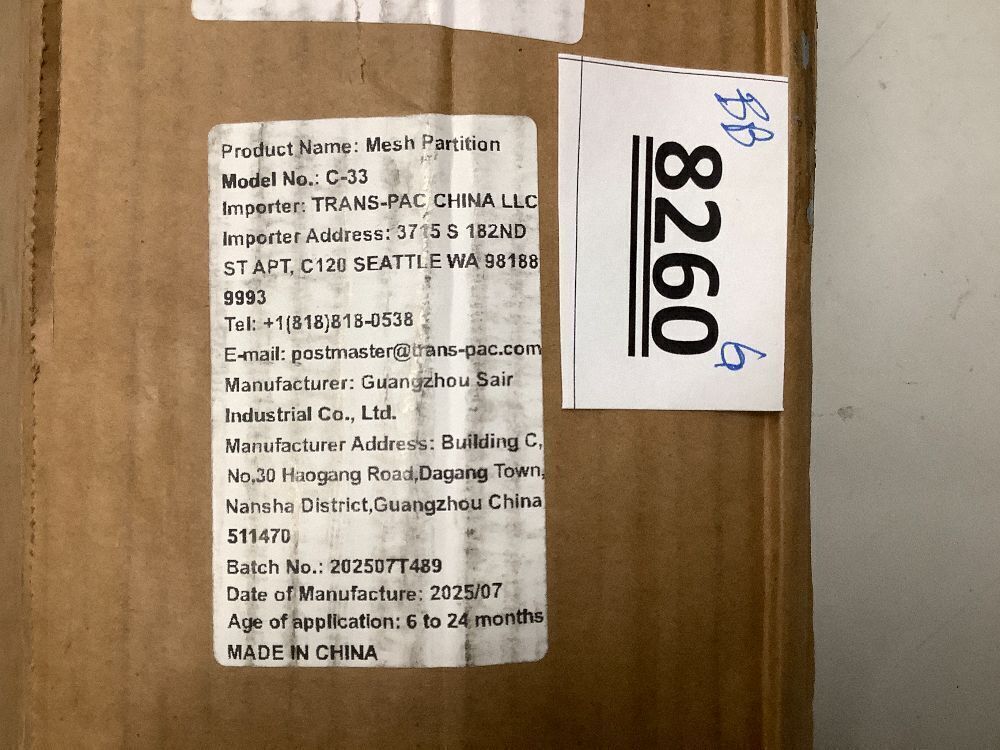 Product Name: Mesh Partition
Model No.: C-33
Importer: TRANS-PAC CHINA LLC
Importer Address: 3715 S 182ND
ST APT, C120 SEATTLE WA 98188
9993
Tel: +1(818)818-0538
E-mail: postmaster@trans-pac.com
Manufacturer: Guangzhou Sair
Industrial Co., Ltd.
Manufacturer Address: Building C,
No,30 Haogang Road,Dagang Town,
Nansha District,Guangzhou China
511470
Batch No.: 202507T489
Date of Manufacture: 2025/07
Age of application: 6 to 24 months
MADE IN CHINA
BB
8260